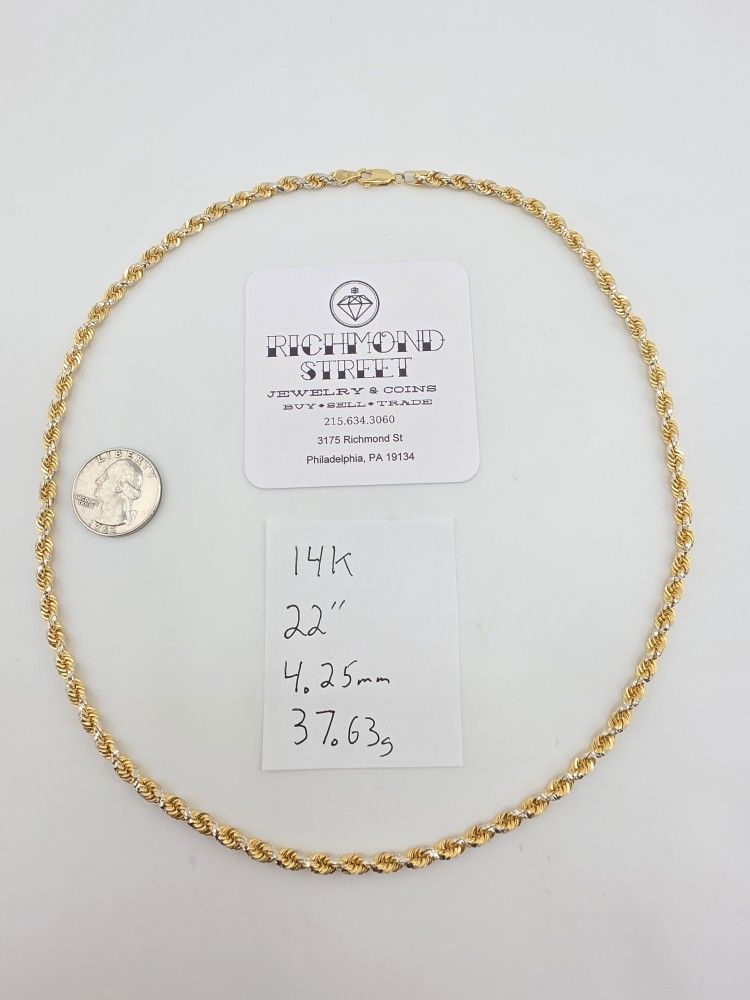 RICHMOND
STREET
JEWELRY & COINS
BUY•SELL•TRADE
215.634.3060
3175 Richmond St
Philadelphia, PA 19134
LIBERTY
14K
22"
4.25mm
37.63g